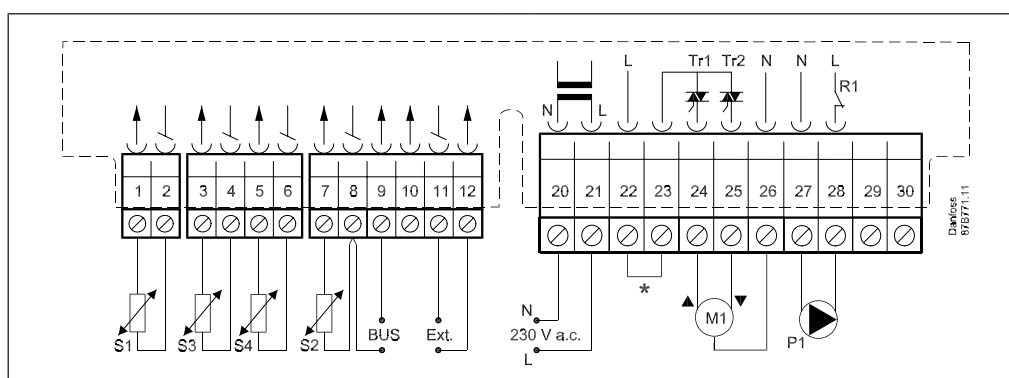 L Tr1 Tr2 N N L
R1
N L
1 2 3 4 5 6 7 8 9 10 11 12
20 21 22 23 24 25 26 27 28 29 30
Danfoss
87B771.11
*
N
S1 S3 S4 S2 BUS Ext. 230 V a.c. M1 P1
L